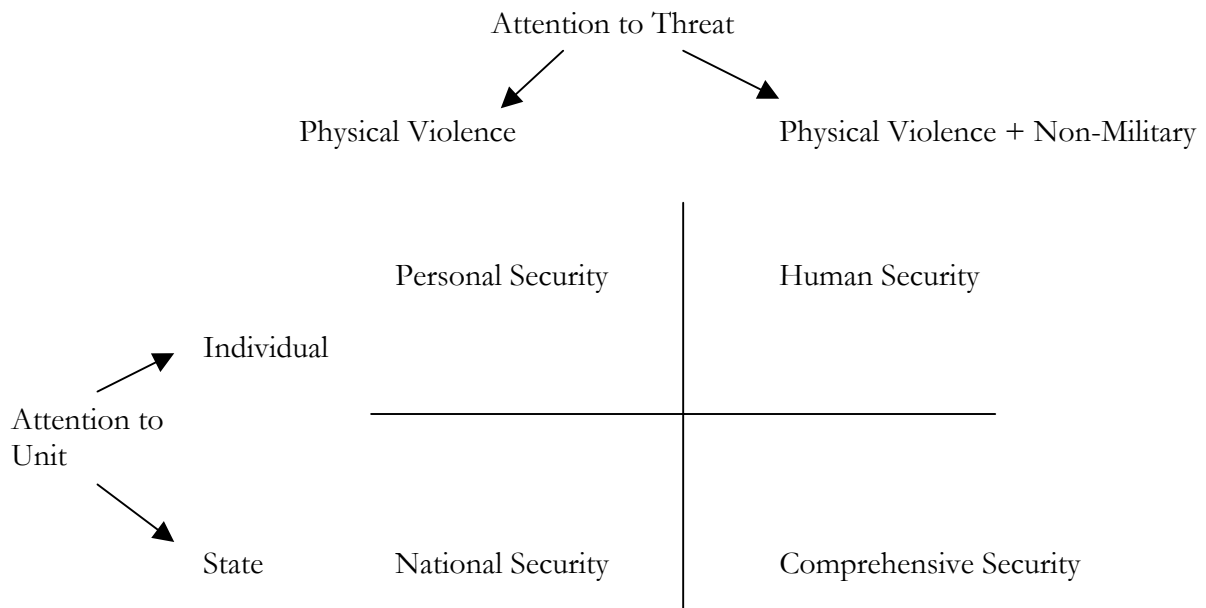 Attention to Threat
Physical Violence
Physical Violence + Non-Military
Personal Security
Human Security
Individual
Attention to
Unit
State
National Security
Comprehensive Security